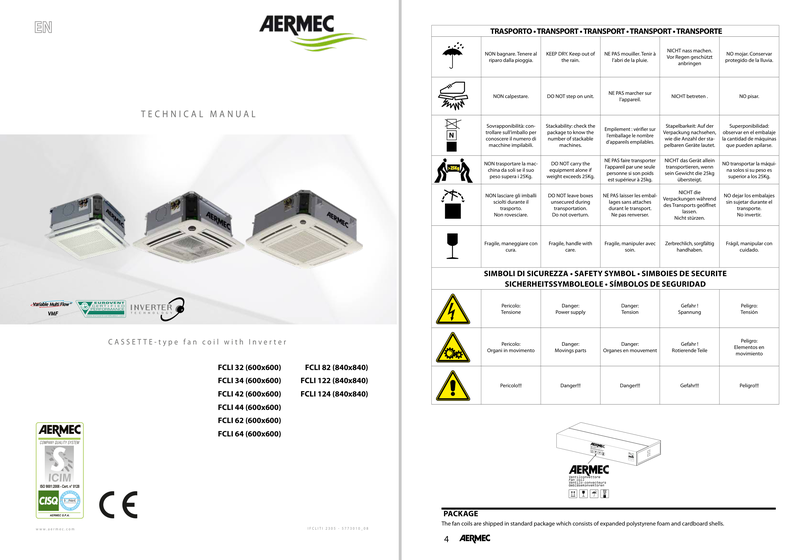 EN
AERMEC
TECHNICAL MANUAL
AERMEC
AERMEC
AERMEC
Variable Multi Flow
VMF
EUROVENT
CERTIFIED
PERFORMANCE
INVERTER
TECHNOLOGY
CASSETTE-type fan coil with Inverter
FCLI 32 (600x600)
FCLI 34 (600x600)
FCLI 42 (600x600)
FCLI 44 (600x600)
FCLI 62 (600x600)
FCLI 64 (600x600)
FCLI 82 (840x840)
FCLI 122 (840x840)
FCLI 124 (840x840)
AERMEC
COMPANY QUALITY SYSTEM
ICIM
ISO 9001:2008 - Cert. n° 0128
CISQ
AERMEC S.P.A.
CE
www.aermec.com
TRASPORTO • TRANSPORT • TRANSPORT • TRANSPORT • TRANSPORTE
NON bagnare. Tenere al
riparo dalla pioggia.
KEEP DRY. Keep out of
the rain.
NE PAS mouiller. Tenir à
l'abri de la pluie.
NICHT nass machen.
Vor Regen geschützt
anbringen
NO mojar. Conservar
protegido de la lluvia.
NON calpestare.
DO NOT step on unit.
NE PAS marcher sur
l'appareil.
NICHT betreten .
NO pisar.
N
Sovrapponibilità: con-
trollare sull'imballo per
conoscere il numero di
macchine impilabili.
Stackability: check the
package to know the
number of stackable
machines.
Empilement : vérifier sur
l'emballage le nombre
d'appareils empilables.
Stapelbarkeit: Auf der
Verpackung nachsehen,
wie die Anzahl der sta-
pelbaren Geräte lautet.
Superponibilidad:
observar en el embalaje
la cantidad de máquinas
que pueden apilarse.
>25Kg
NON trasportare la mac-
china da soli se il suo
peso supera i 25Kg.
DO NOT carry the
equipment alone if
weight exceeds 25Kg.
NE PAS faire transporter
l'appareil par une seule
personne si son poids
est supérieur à 25kg.
NICHT das Gerät allein
transportieren, wenn
sein Gewicht die 25kg
übersteigt.
NO transportar la máqui-
na solos si su peso es
superior a los 25Kg.
NON lasciare gli imballi
sciolti durante il
trasporto.
Non rovesciare.
DO NOT leave boxes
unsecured during
transportation.
Do not overturn.
NE PAS laisser les embal-
lages sans attaches
durant le transport.
Ne pas renverser.
NICHT die
Verpackungen während
des Transports geöffnet
lassen.
Nicht stürzen.
NO dejar los embalajes
sin sujetar durante el
transporte.
No invertir.
Fragile, maneggiare con
cura.
Fragile, handle with
care.
Fragile, manipuler avec
soin.
Zerbrechlich, sorgfältig
handhaben.
Frágil, manipular con
cuidado.
SIMBOLI DI SICUREZZA • SAFETY SYMBOL • SIMBOIES DE SECURITE
SICHERHEITSSYMBOLEOLE • SÍMBOLOS DE SEGURIDAD
Pericolo:
Tensione
Danger:
Power supply
Danger:
Tension
Gefahr !
Spannung
Peligro:
Tensión
Pericolo:
Organi in movimento
Danger:
Movings parts
Danger:
Organes en mouvement
Gefahr !
Rotierende Teile
Peligro:
Elementos en
movimiento
Pericolo!!!
Danger!!!
Danger!!!
Gefahr!!!
Peligro!!!
AERMEC
AERMEC
PACKAGE
The fan coils are shipped in standard package which consists of expanded polystyrene foam and cardboard shells.
4
AERMEC